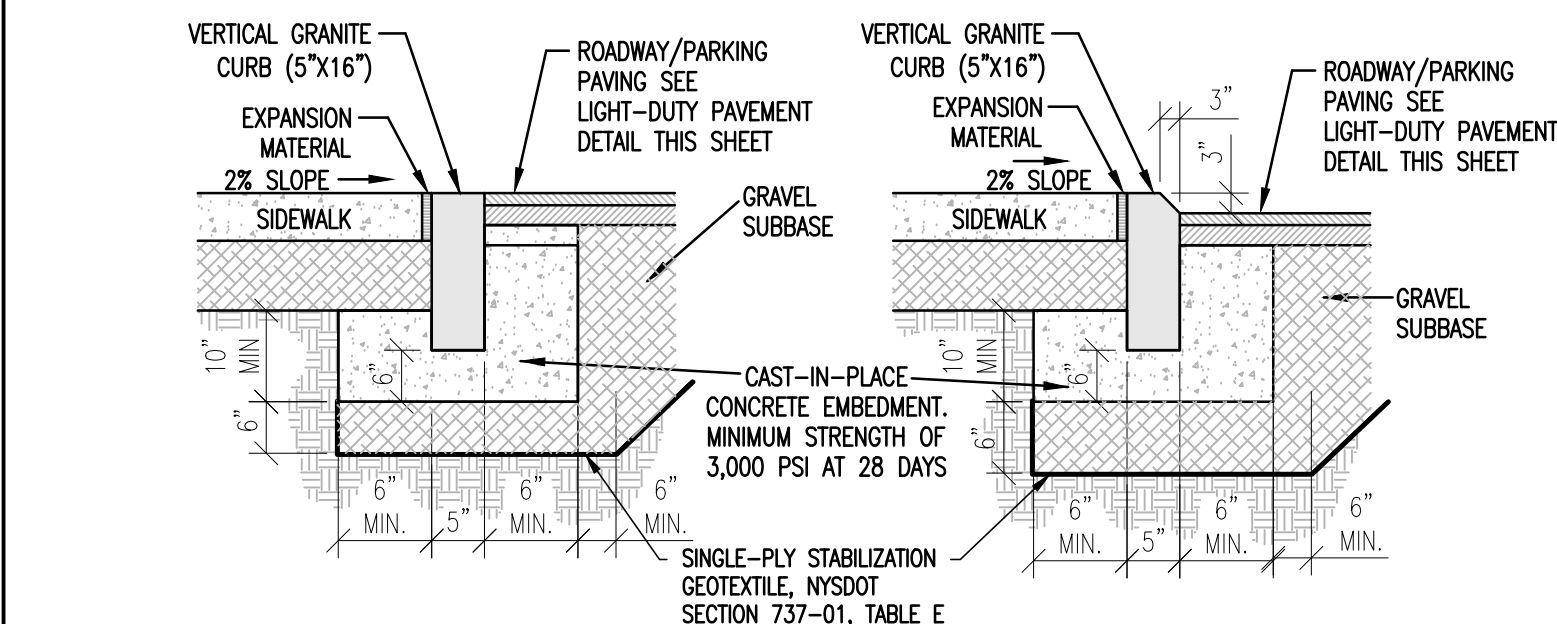 VERTICAL GRANITE
CURB (5"X16")
EXPANSION
MATERIAL
2% SLOPE
SIDEWALK
ROADWAY/PARKING
PAVING SEE
LIGHT-DUTY PAVEMENT
DETAIL THIS SHEET
GRAVEL
SUBBASE
10"
MIN
6"
6"
6"
MIN.
5"
6"
MIN.
6"
MIN.
CAST-IN-PLACE
CONCRETE EMBEDMENT.
MINIMUM STRENGTH OF
3,000 PSI AT 28 DAYS
SINGLE-PLY STABILIZATION
GEOTEXTILE, NYSDOT
SECTION 737-01, TABLE E
VERTICAL GRANITE
CURB (5"X16")
EXPANSION
MATERIAL
2% SLOPE
SIDEWALK
3"
3"
ROADWAY/PARKING
PAVING SEE
LIGHT-DUTY PAVEMENT
DETAIL THIS SHEET
GRAVEL
SUBBASE
10"
MIN
6"
6"
6"
MIN.
5"
6"
MIN.
6"
MIN.